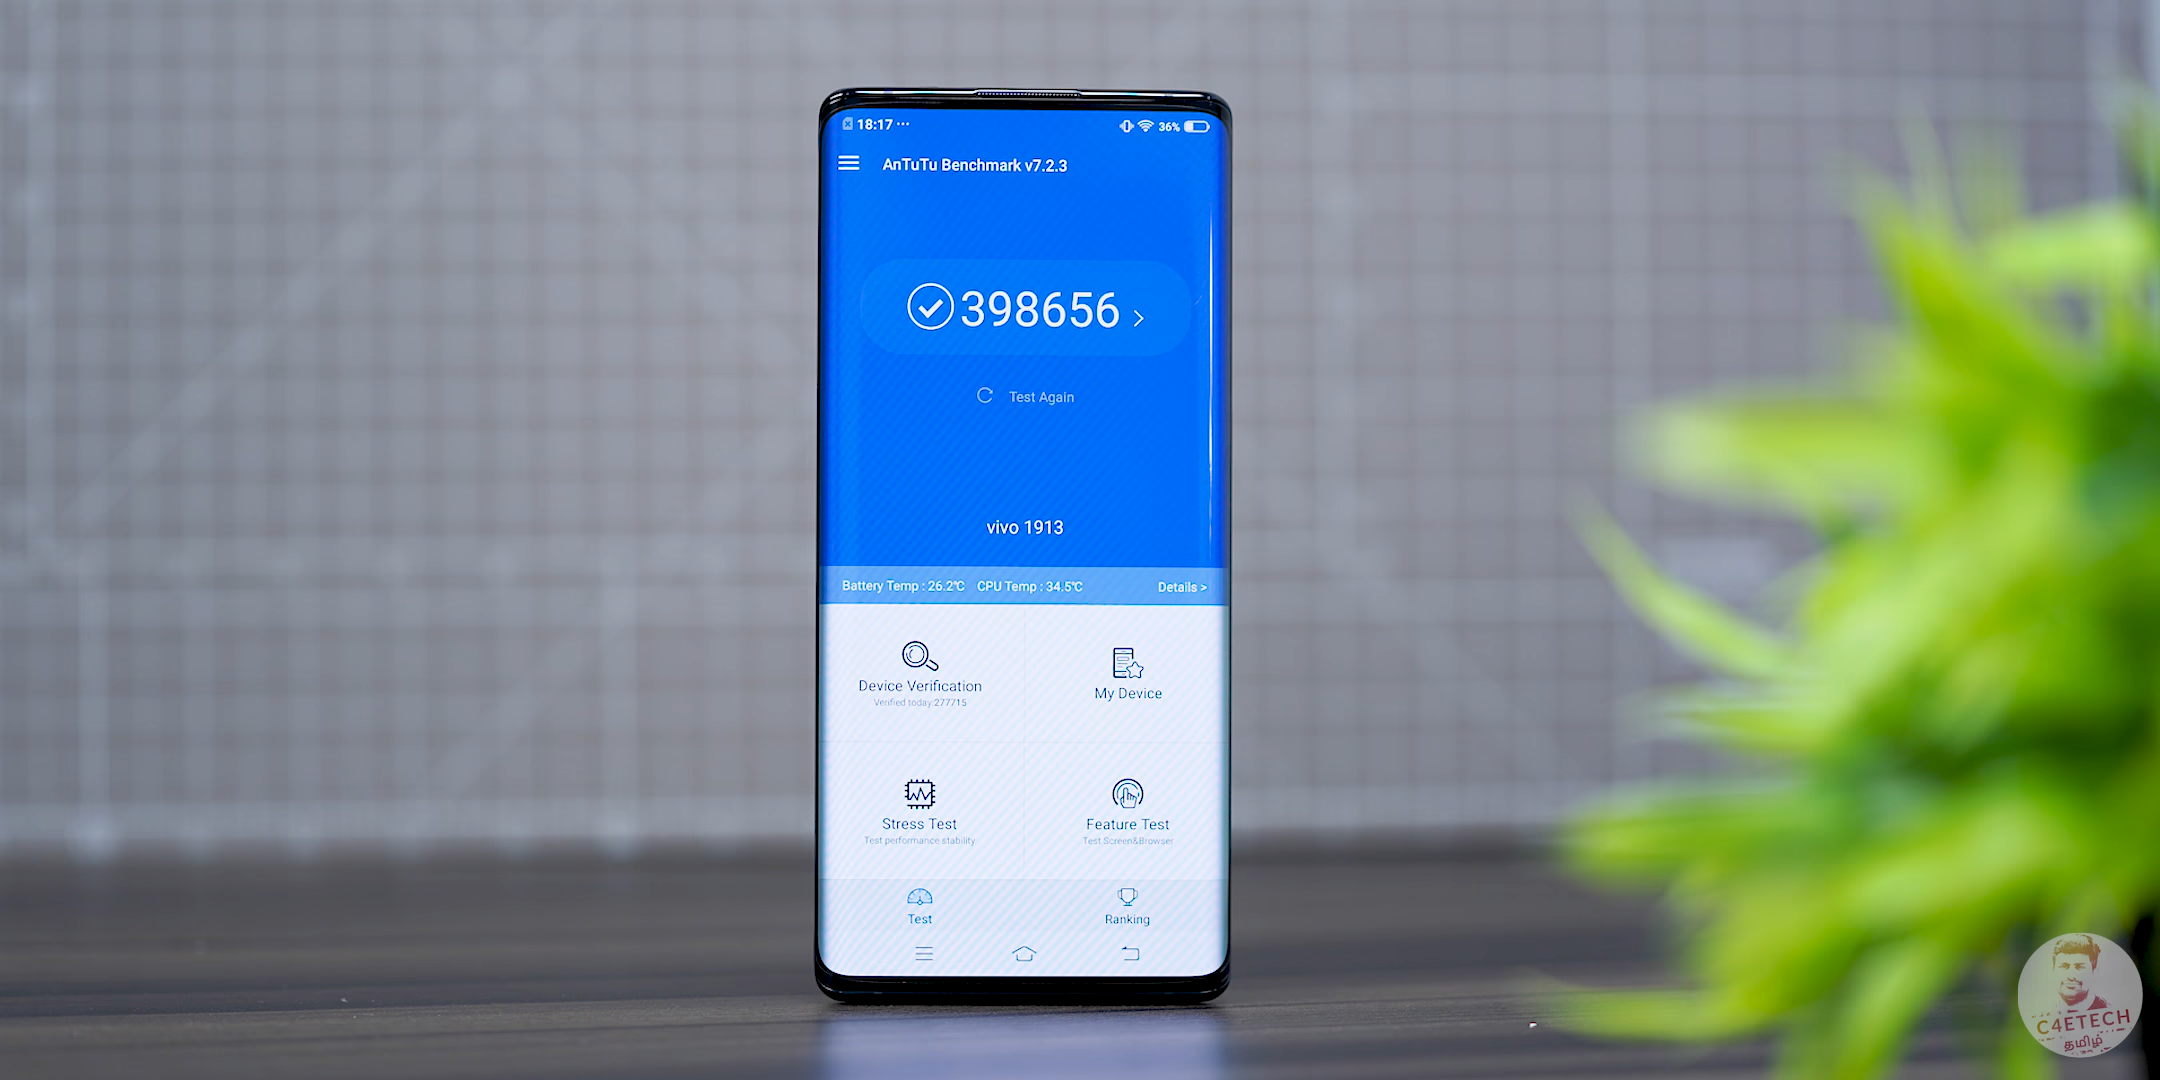 18:17 ···
36%
AnTuTu Benchmark v7.2.3
398656 >
Test Again
vivo 1913
Battery Temp : 26.2℃ CPU Temp : 34.5℃ Details >
Device Verification
Verified today:277715
My Device
Stress Test
Test performance stability
Feature Test
Test Screen&Browser
Test
Ranking
C4ETECH
தமிழ்